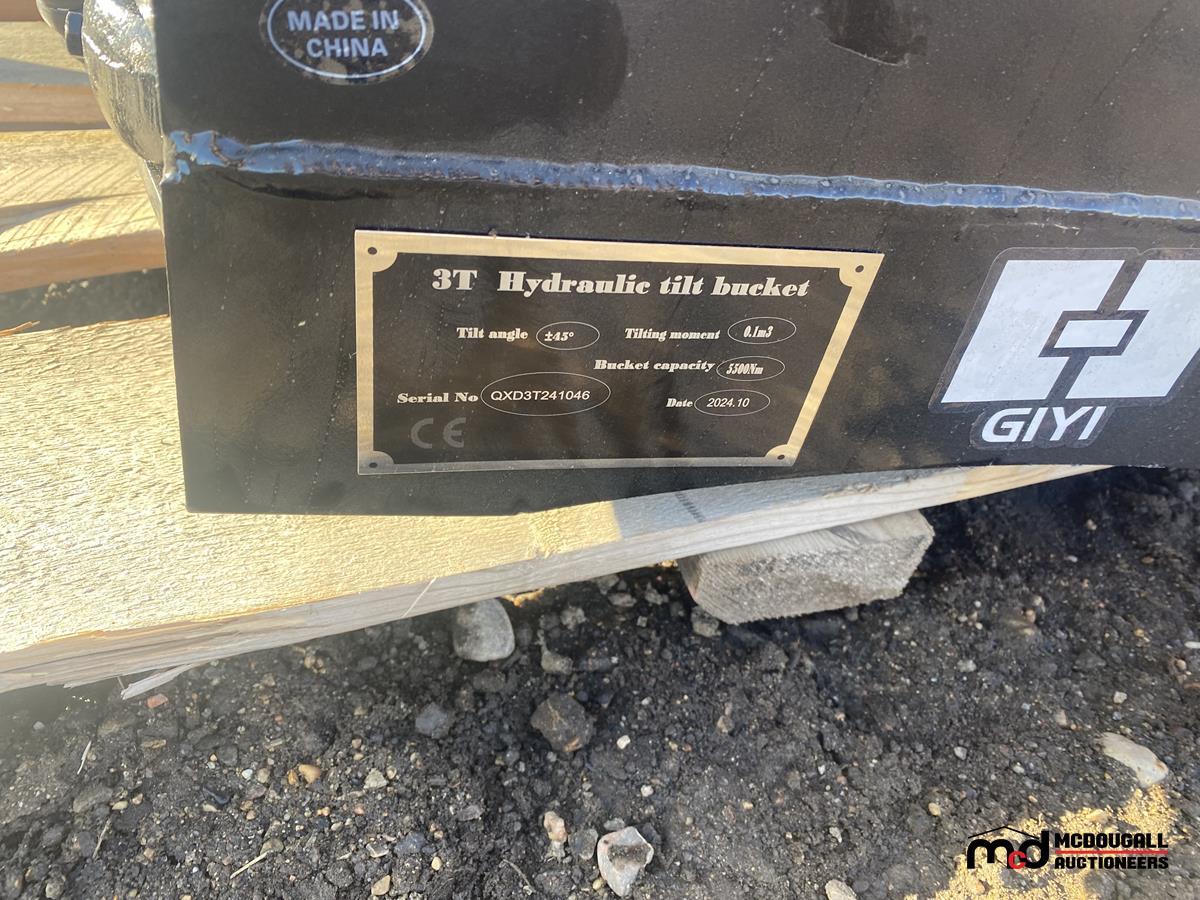 MADE IN
CHINA
3T Hydraulic tilt bucket
Tilt angle ±45° Tilting moment 0.1m3
Bucket capacity 5500Nm
Serial No QXD3T241046 Date 2024.10
CE
GIYI
mcd MCDOUGALL
AUCTIONEERS